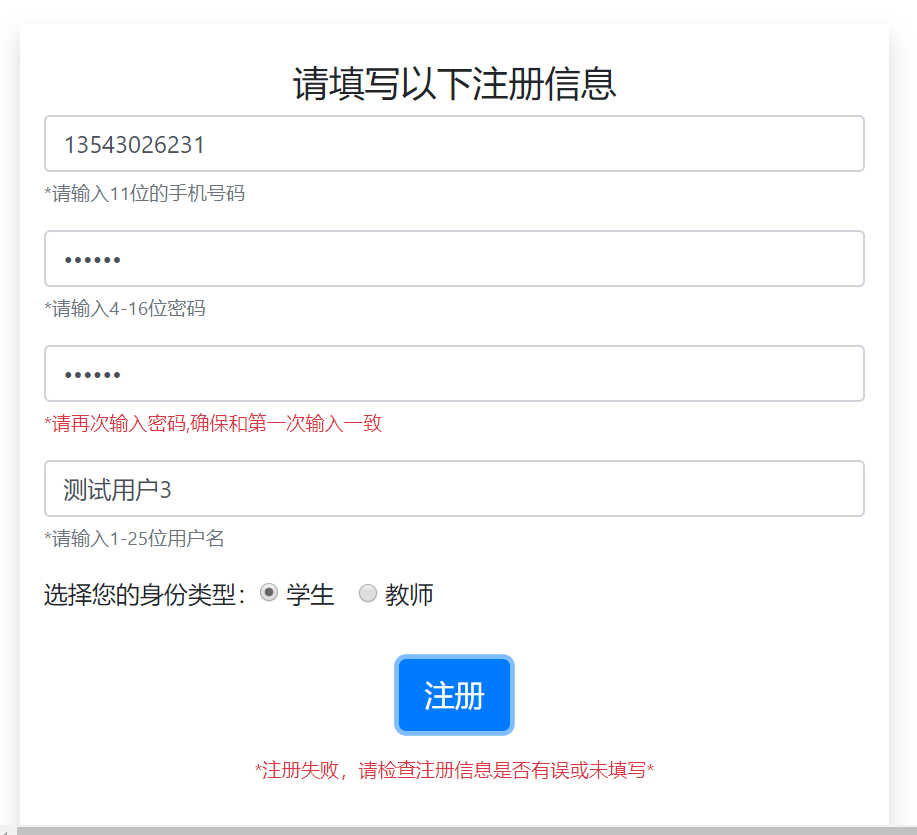 请填写以下注册信息
13543026231
*请输入11位的手机号码
••••••
*请输入4-16位密码
••••••
*请再次输入密码,确保和第一次输入一致
测试用户3
*请输入1-25位用户名
选择您的身份类型： 学生 教师
注册
*注册失败，请检查注册信息是否有误或未填写*